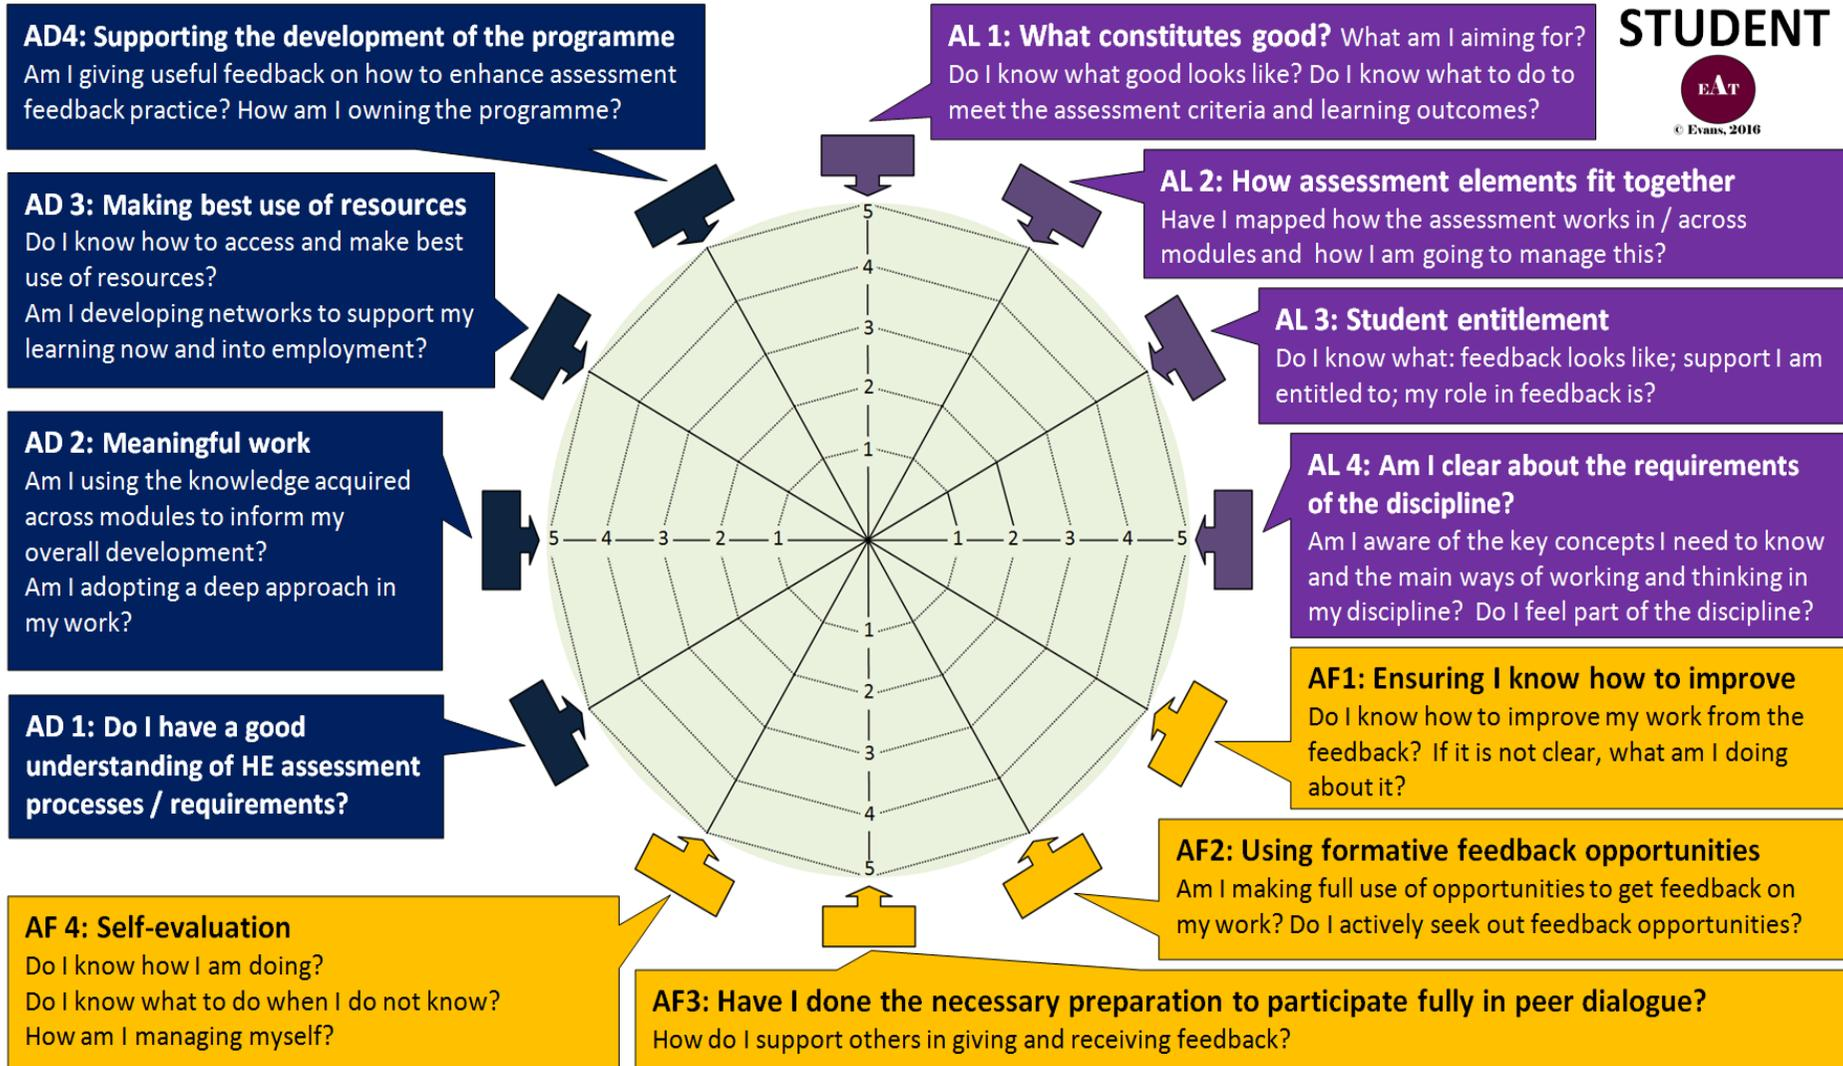 AD4: Supporting the development of the programme
Am I giving useful feedback on how to enhance assessment
feedback practice? How am I owning the programme?
AL 1: What constitutes good? What am I aiming for?
Do I know what good looks like? Do I know what to do to
meet the assessment criteria and learning outcomes?
STUDENT
EAT
© Evans, 2016
AL 2: How assessment elements fit together
Have I mapped how the assessment works in / across
modules and how I am going to manage this?
AD 3: Making best use of resources
Do I know how to access and make best
use of resources?
Am I developing networks to support my
learning now and into employment?
AL 3: Student entitlement
Do I know what: feedback looks like; support I am
entitled to; my role in feedback is?
AD 2: Meaningful work
Am I using the knowledge acquired
across modules to inform my
overall development?
Am I adopting a deep approach in
my work?
AL 4: Am I clear about the requirements
of the discipline?
Am I aware of the key concepts I need to know
and the main ways of working and thinking in
my discipline? Do I feel part of the discipline?
5
4
3
2
1
5 4 3 2 1 1 2 3 4 5
1
2
3
4
5
AD 1: Do I have a good
understanding of HE assessment
processes / requirements?
AF1: Ensuring I know how to improve
Do I know how to improve my work from the
feedback? If it is not clear, what am I doing
about it?
AF2: Using formative feedback opportunities
Am I making full use of opportunities to get feedback on
my work? Do I actively seek out feedback opportunities?
AF 4: Self-evaluation
Do I know how I am doing?
Do I know what to do when I do not know?
How am I managing myself?
AF3: Have I done the necessary preparation to participate fully in peer dialogue?
How do I support others in giving and receiving feedback?